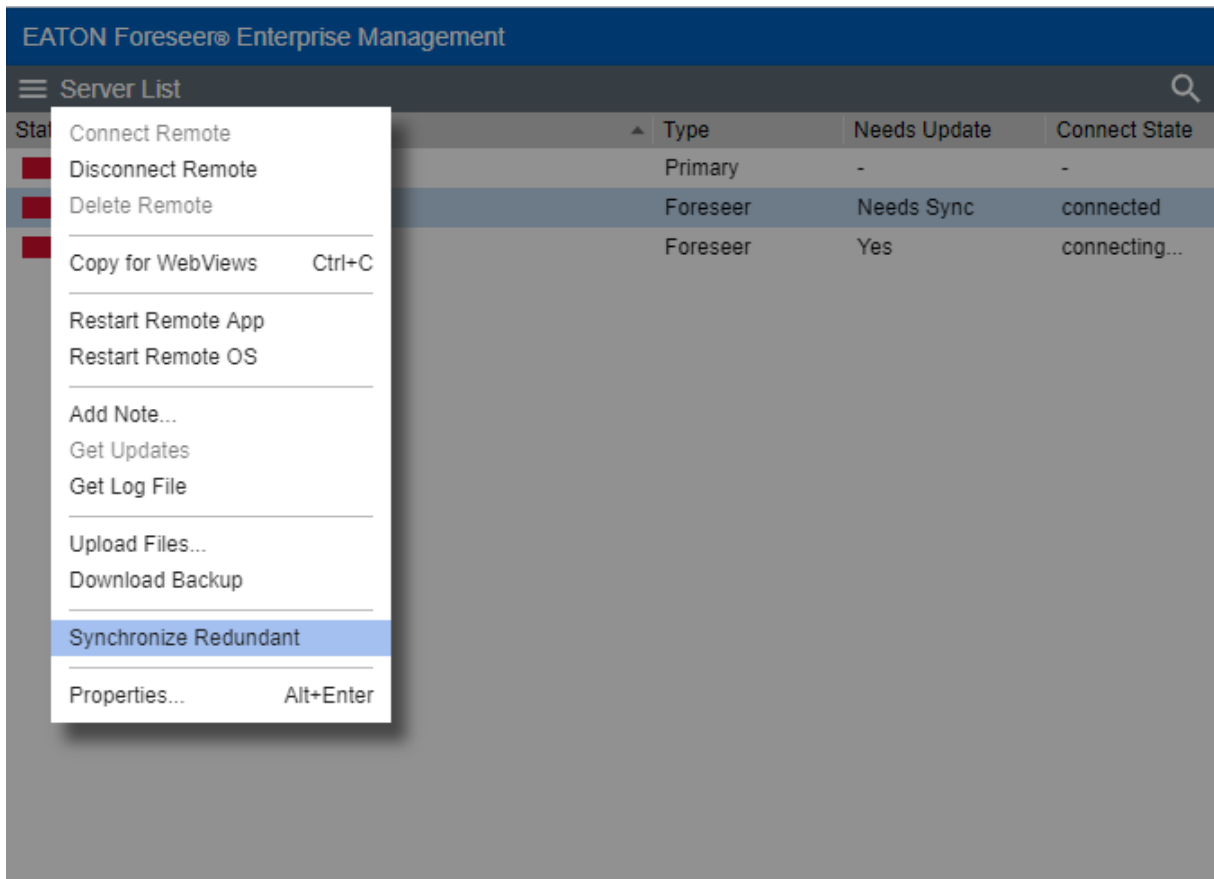 EATON Foreseer® Enterprise Management
Server List
Stat Type Needs Update Connect State
Primary - -
Foreseer Needs Sync connected
Foreseer Yes connecting...
Connect Remote
Disconnect Remote
Delete Remote
Copy for WebViews Ctrl+C
Restart Remote App
Restart Remote OS
Add Note...
Get Updates
Get Log File
Upload Files...
Download Backup
Synchronize Redundant
Properties... Alt+Enter